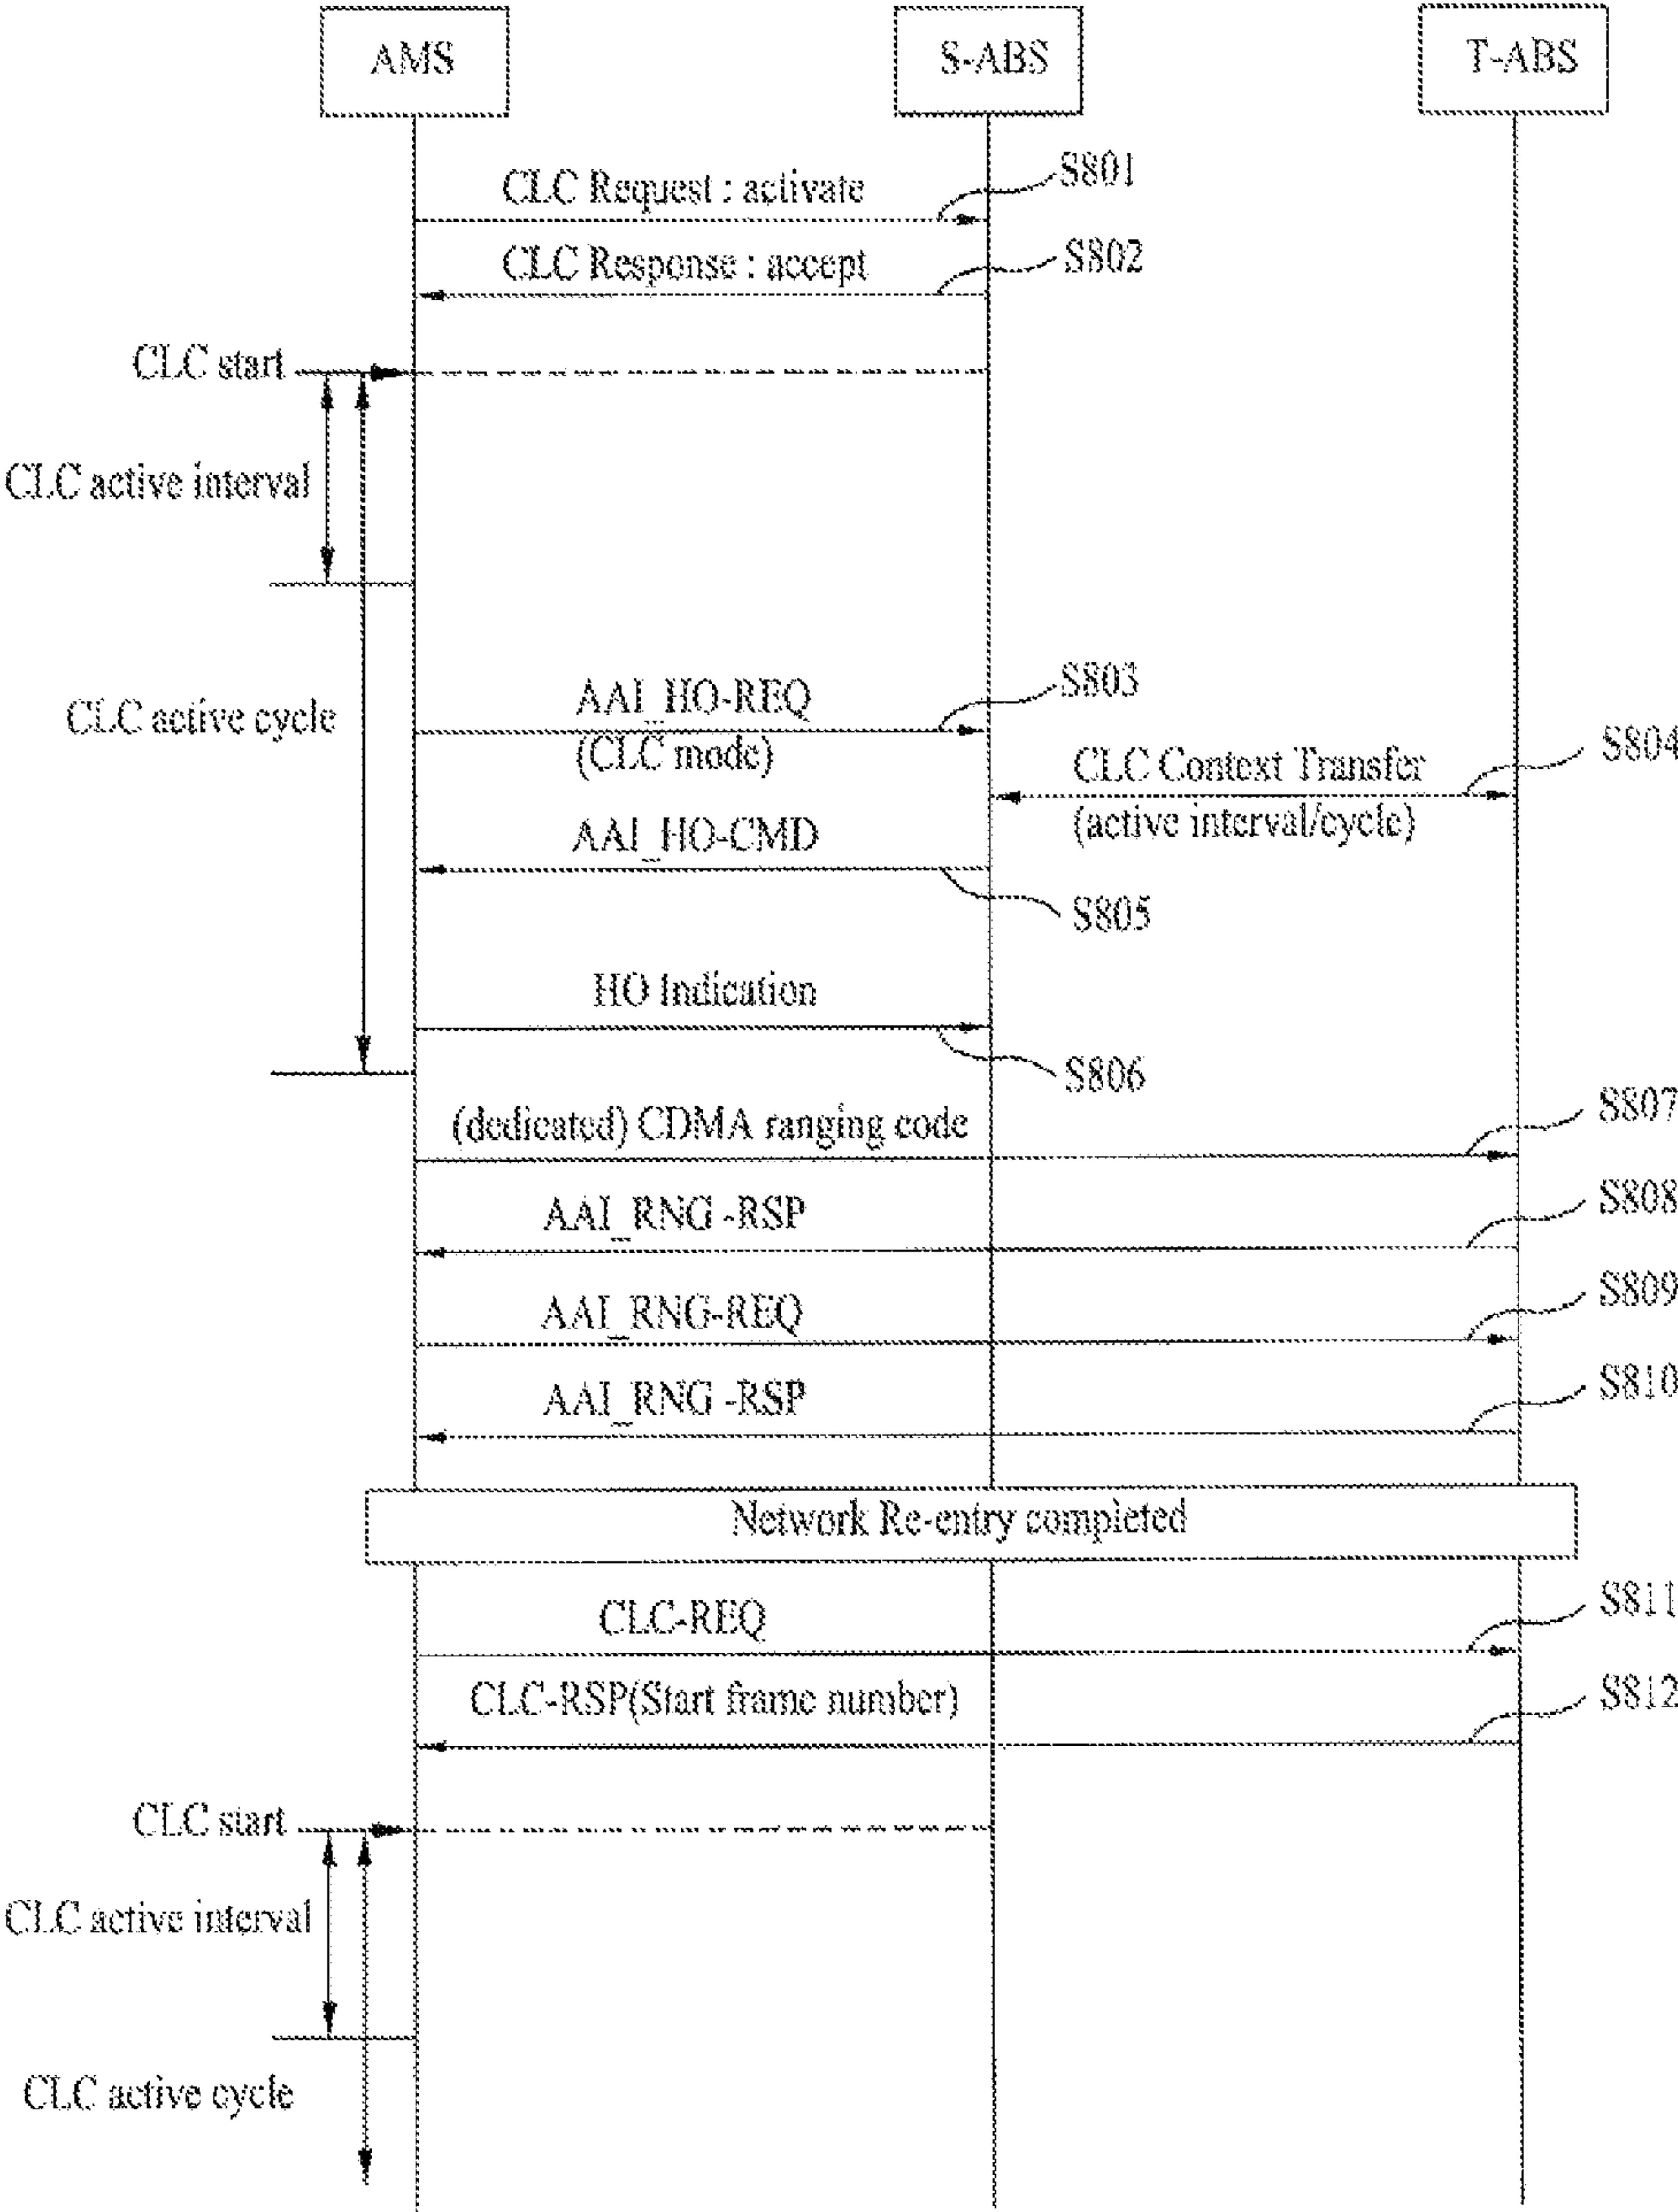 AMS
S-ABS
T-ABS
CLC Request : activate
S801
CLC Response : accept
S802
CLC start
CLC active interval
AAI_HO-REQ
(CLC mode)
S803
CLC active cycle
CLC Context Transfer
(active interval/cycle)
S804
AAI_HO-CMD
S805
HO Indication
S806
(dedicated) CDMA ranging code
S807
AAI_RNG -RSP
S808
AAI_RNG-REQ
S809
AAI_RNG -RSP
S810
Network Re-entry completed
CLC-REQ
S811
CLC-RSP(Start frame number)
S812
CLC start
CLC active interval
CLC active cycle